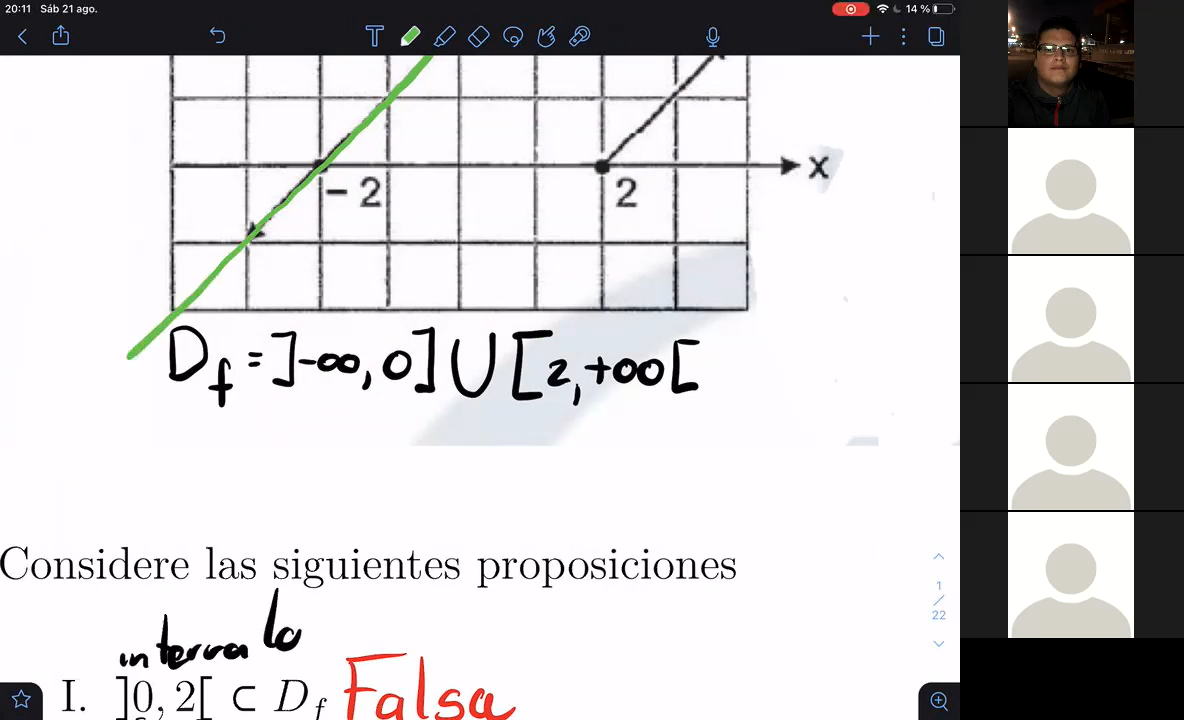 20:11 Sáb 21 ago. 14 %
x
- 2
2
D_f = ]-∞, 0] ∪ [2, +∞[
1
/
22
Considere las siguientes proposiciones
intervalo
I. ]0, 2[ ⊂ D_f Falsa